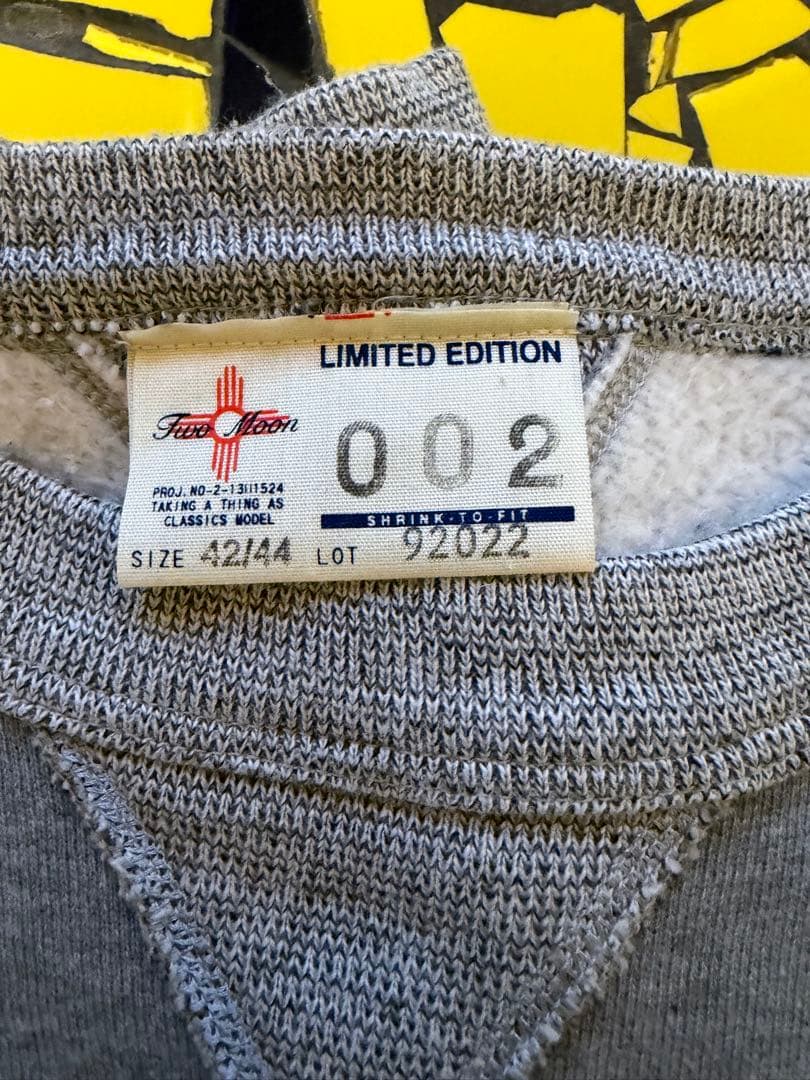 LIMITED EDITION
Two Moon
002
PROJ. NO-2-1311524
TAKING A THING AS
CLASSICS MODEL
SHRINK-TO-FIT
SIZE 42/44 LOT 92022